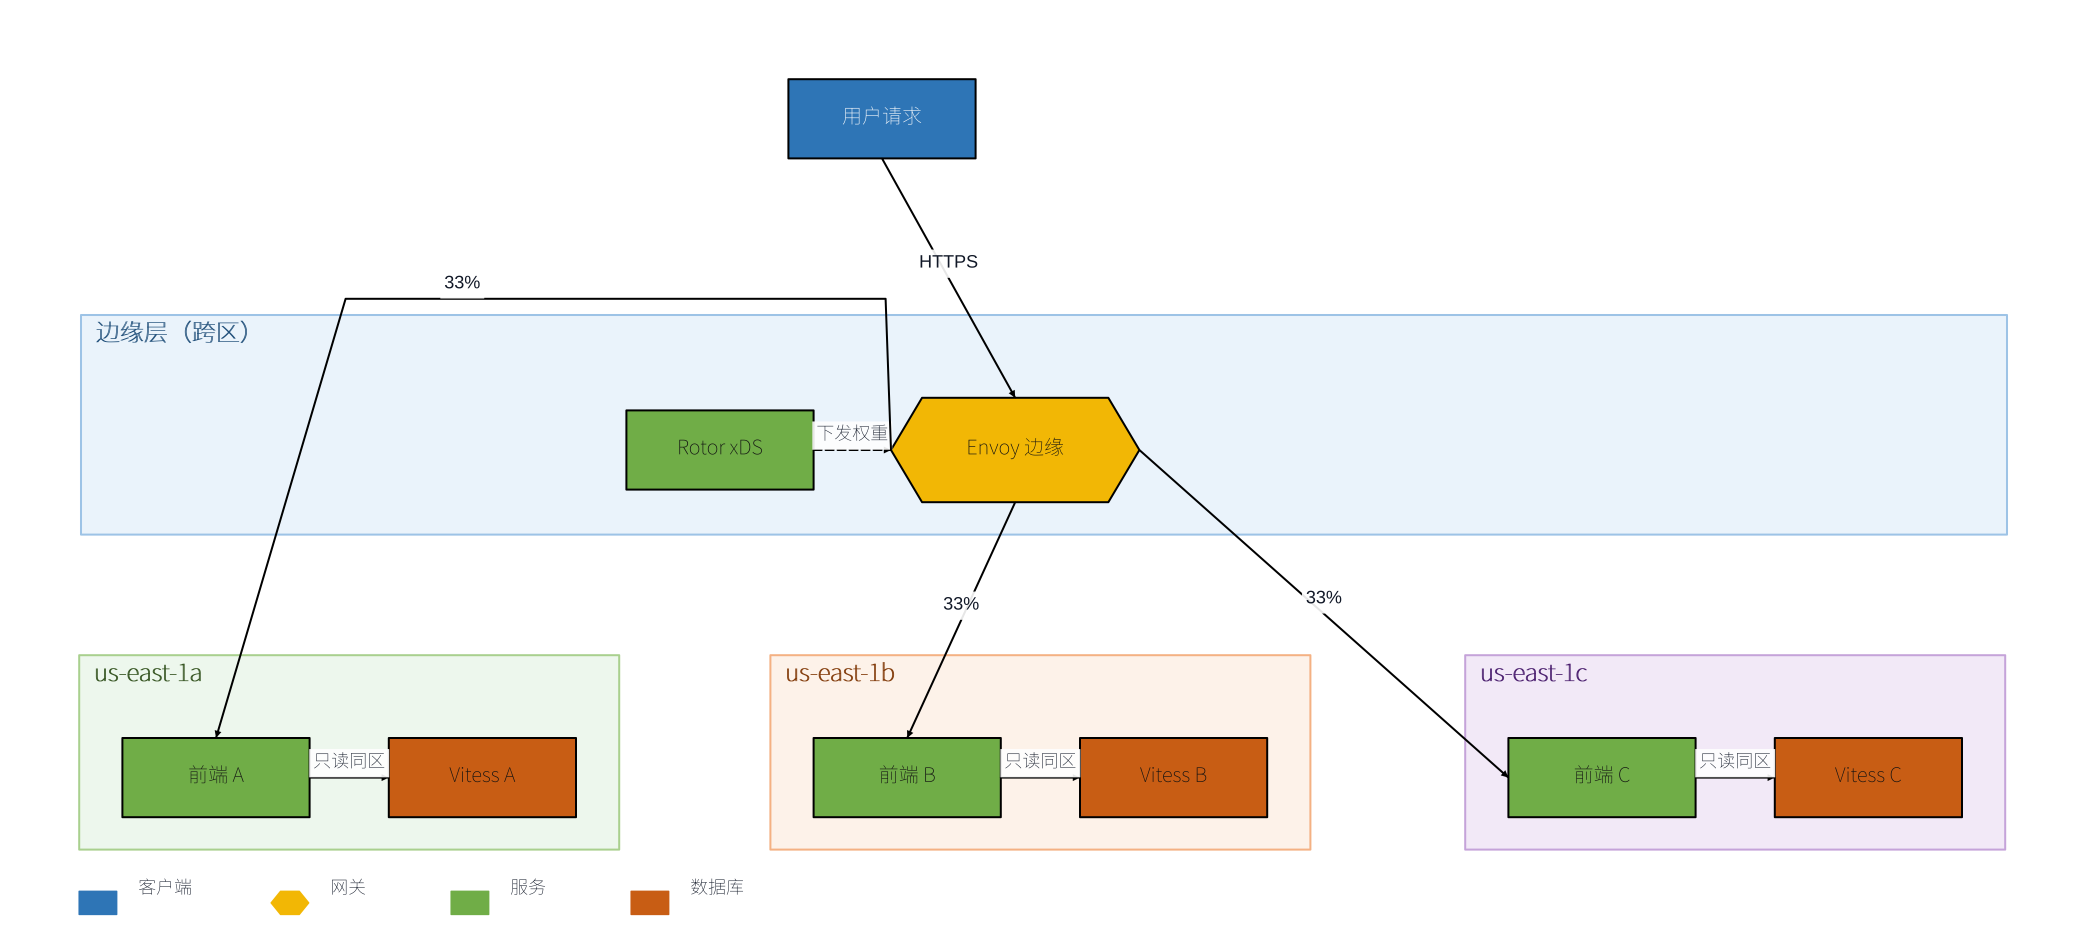 用户请求
HTTPS
33%
边缘层（跨区）
下发权重
Rotor xDS
Envoy 边缘
33%
33%
us-east-1a
us-east-1b
us-east-1c
只读同区
只读同区
只读同区
前端 A
Vitess A
前端 B
Vitess B
前端 C
Vitess C
客户端
网关
服务
数据库